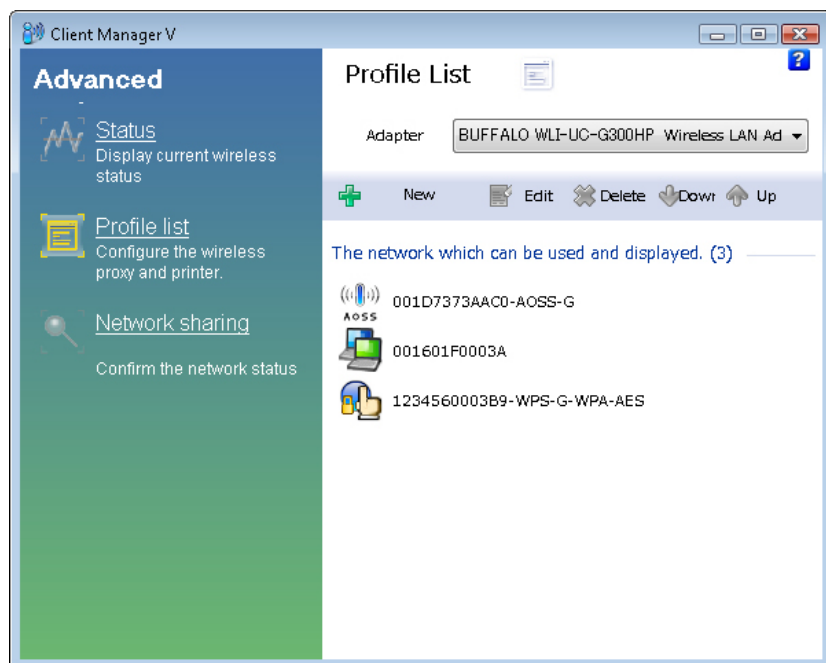 Client Manager V
Advanced
Status
Display current wireless
status
Profile list
Configure the wireless
proxy and printer.
Network sharing
Confirm the network status
Profile List
?
Adapter
BUFFALO WLI-UC-G300HP Wireless LAN Ad
New Edit Delete Down Up
The network which can be used and displayed. (3)
AOSS
001D7373AAC0-AOSS-G
001601F0003A
1234560003B9-WPS-G-WPA-AES